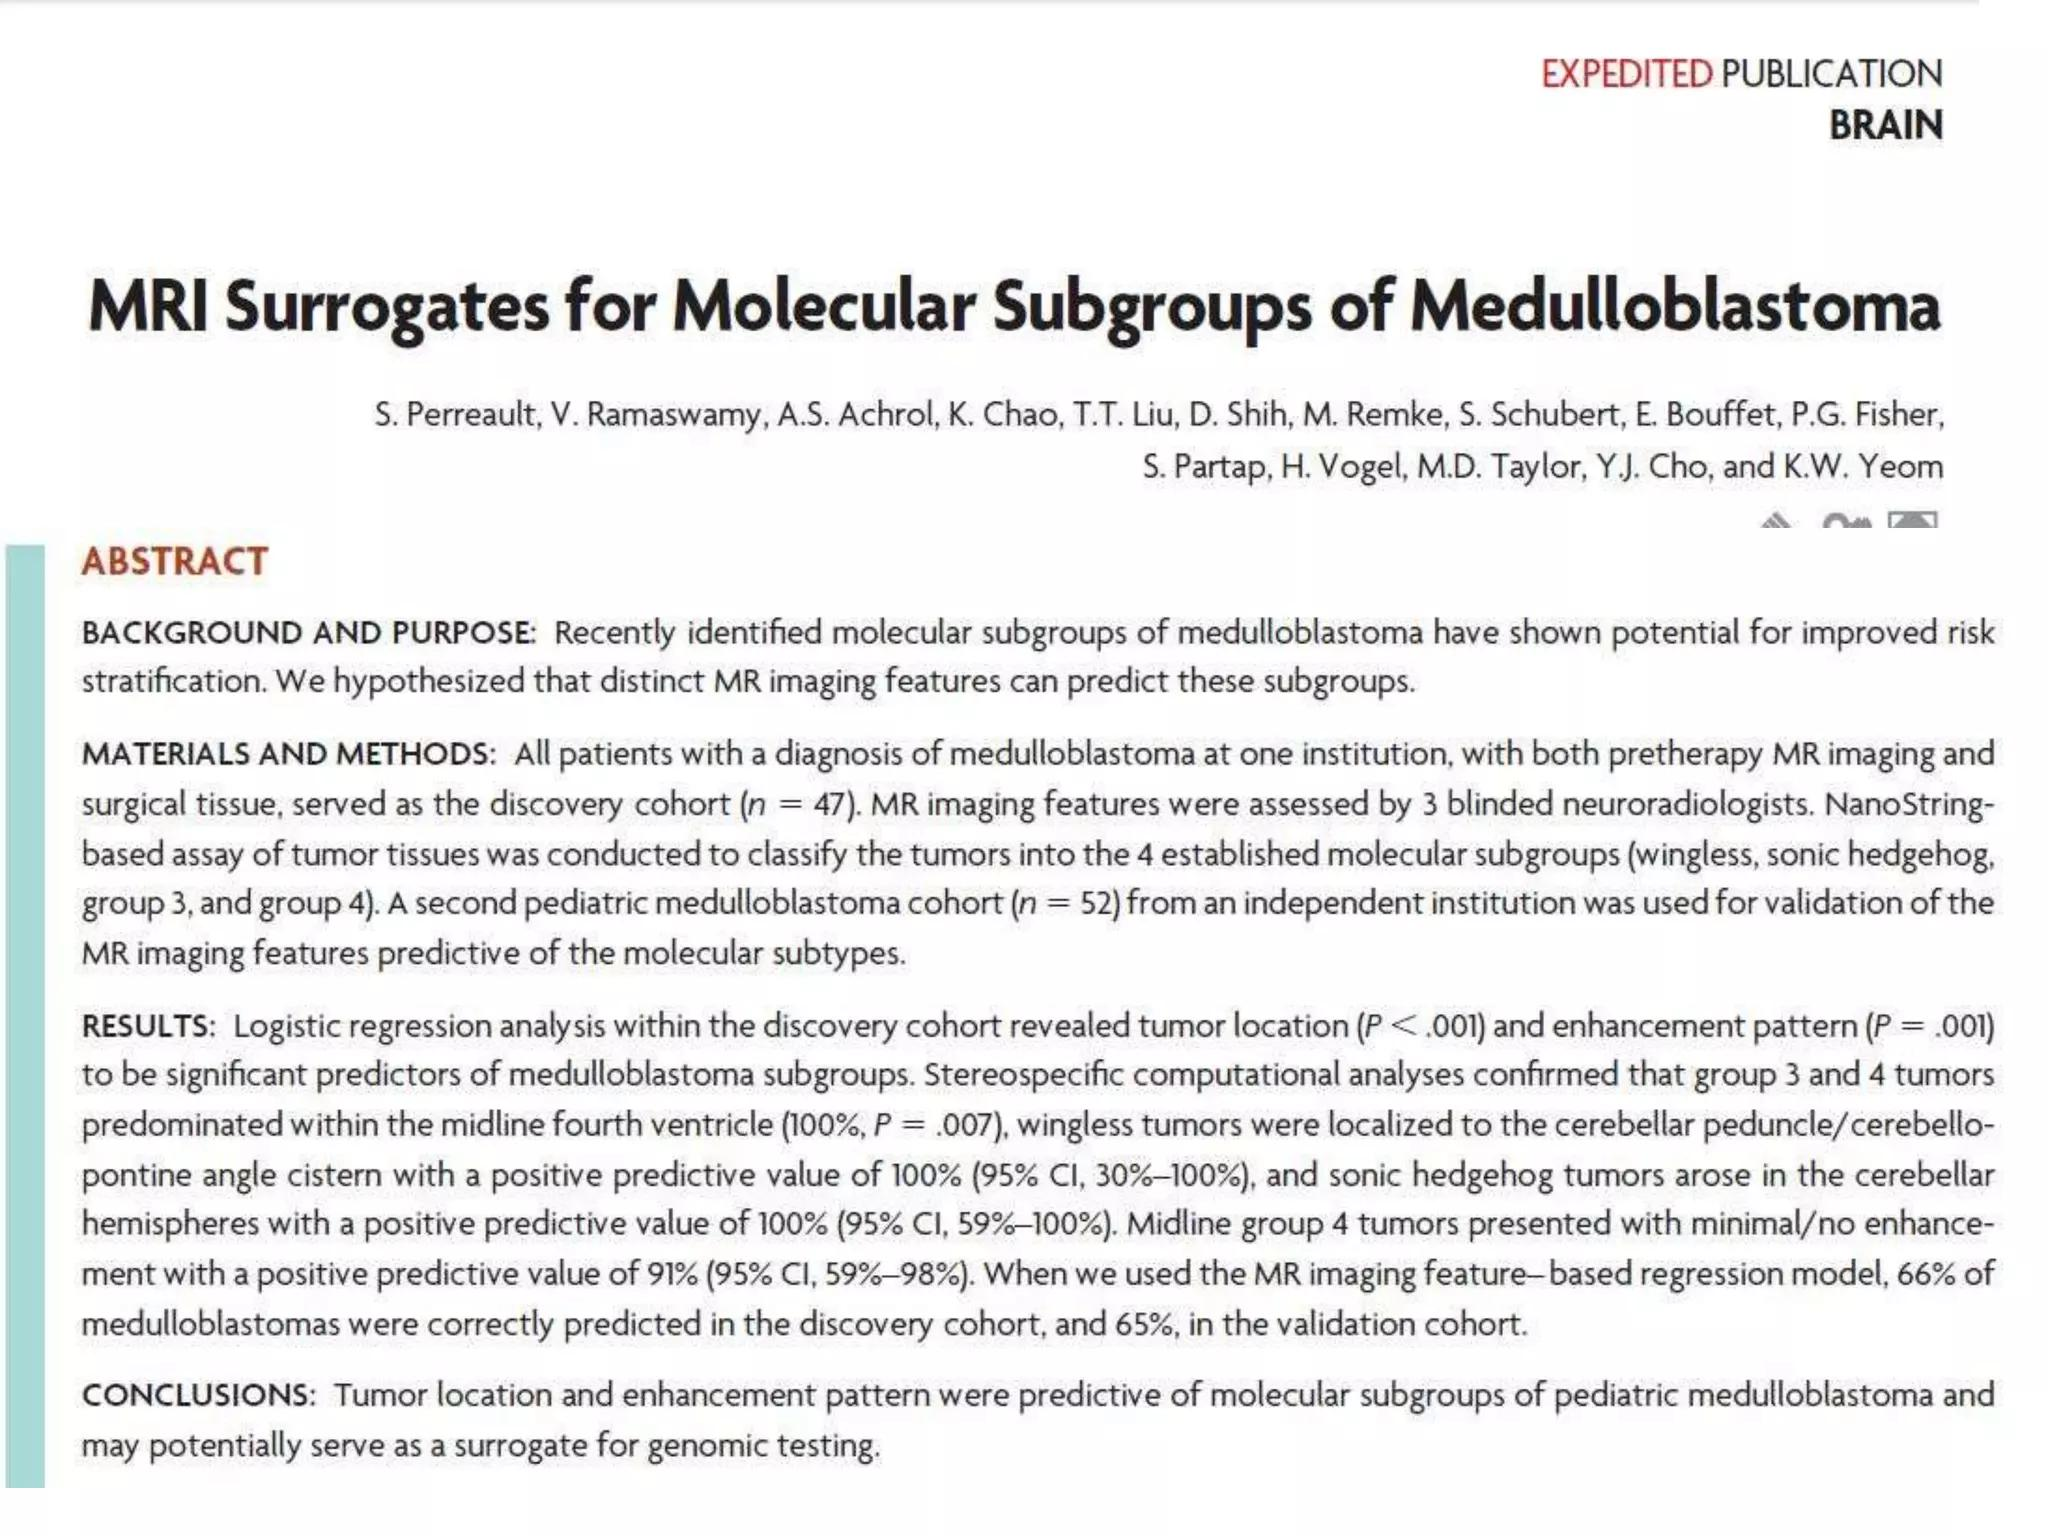 EXPEDITED PUBLICATION
BRAIN
MRI Surrogates for Molecular Subgroups of Medulloblastoma
S. Perreault, V. Ramaswamy, A.S. Achrol, K. Chao, T.T. Liu, D. Shih, M. Remke, S. Schubert, E. Bouffet, P.G. Fisher,
S. Partap, H. Vogel, M.D. Taylor, Y.J. Cho, and K.W. Yeom
ABSTRACT
BACKGROUND AND PURPOSE: Recently identified molecular subgroups of medulloblastoma have shown potential for improved risk
stratification. We hypothesized that distinct MR imaging features can predict these subgroups.
MATERIALS AND METHODS: All patients with a diagnosis of medulloblastoma at one institution, with both pretherapy MR imaging and
surgical tissue, served as the discovery cohort (n = 47). MR imaging features were assessed by 3 blinded neuroradiologists. NanoString-
based assay of tumor tissues was conducted to classify the tumors into the 4 established molecular subgroups (wingless, sonic hedgehog,
group 3, and group 4). A second pediatric medulloblastoma cohort (n = 52) from an independent institution was used for validation of the
MR imaging features predictive of the molecular subtypes.
RESULTS: Logistic regression analysis within the discovery cohort revealed tumor location (P < .001) and enhancement pattern (P = .001)
to be significant predictors of medulloblastoma subgroups. Stereospecific computational analyses confirmed that group 3 and 4 tumors
predominated within the midline fourth ventricle (100%, P = .007), wingless tumors were localized to the cerebellar peduncle/cerebello-
pontine angle cistern with a positive predictive value of 100% (95% CI, 30%–100%), and sonic hedgehog tumors arose in the cerebellar
hemispheres with a positive predictive value of 100% (95% CI, 59%–100%). Midline group 4 tumors presented with minimal/no enhance-
ment with a positive predictive value of 91% (95% CI, 59%–98%). When we used the MR imaging feature–based regression model, 66% of
medulloblastomas were correctly predicted in the discovery cohort, and 65%, in the validation cohort.
CONCLUSIONS: Tumor location and enhancement pattern were predictive of molecular subgroups of pediatric medulloblastoma and
may potentially serve as a surrogate for genomic testing.